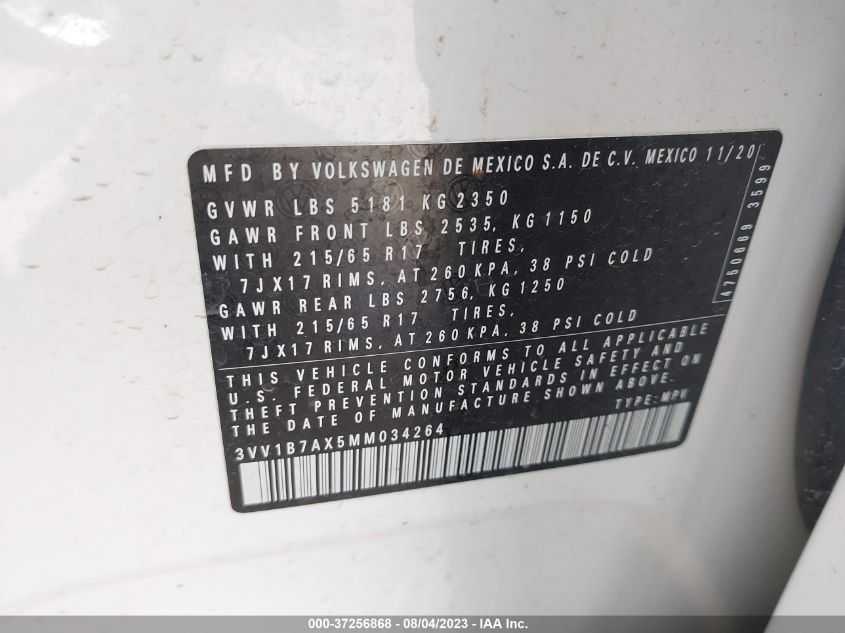 MFD BY VOLKSWAGEN DE MEXICO S.A. DE C.V. MEXICO 11/20
GVWR LBS 5181 KG 2350
GAWR FRONT LBS 2535, KG 1150
WITH 215/65 R17 TIRES,
7JX17 RIMS, AT 260 KPA, 38 PSI COLD
GAWR REAR LBS 2756, KG 1250
WITH 215/65 R17 TIRES,
7JX17 RIMS, AT 260 KPA, 38 PSI COLD
4750669 3599
THIS VEHICLE CONFORMS TO ALL APPLICABLE
U.S. FEDERAL MOTOR VEHICLE SAFETY AND
THEFT PREVENTION STANDARDS IN EFFECT ON
THE DATE OF MANUFACTURE SHOWN ABOVE.
TYPE: MPV
3VV1B7AX5MM034264
000-37256868 - 08/04/2023 - IAA Inc.